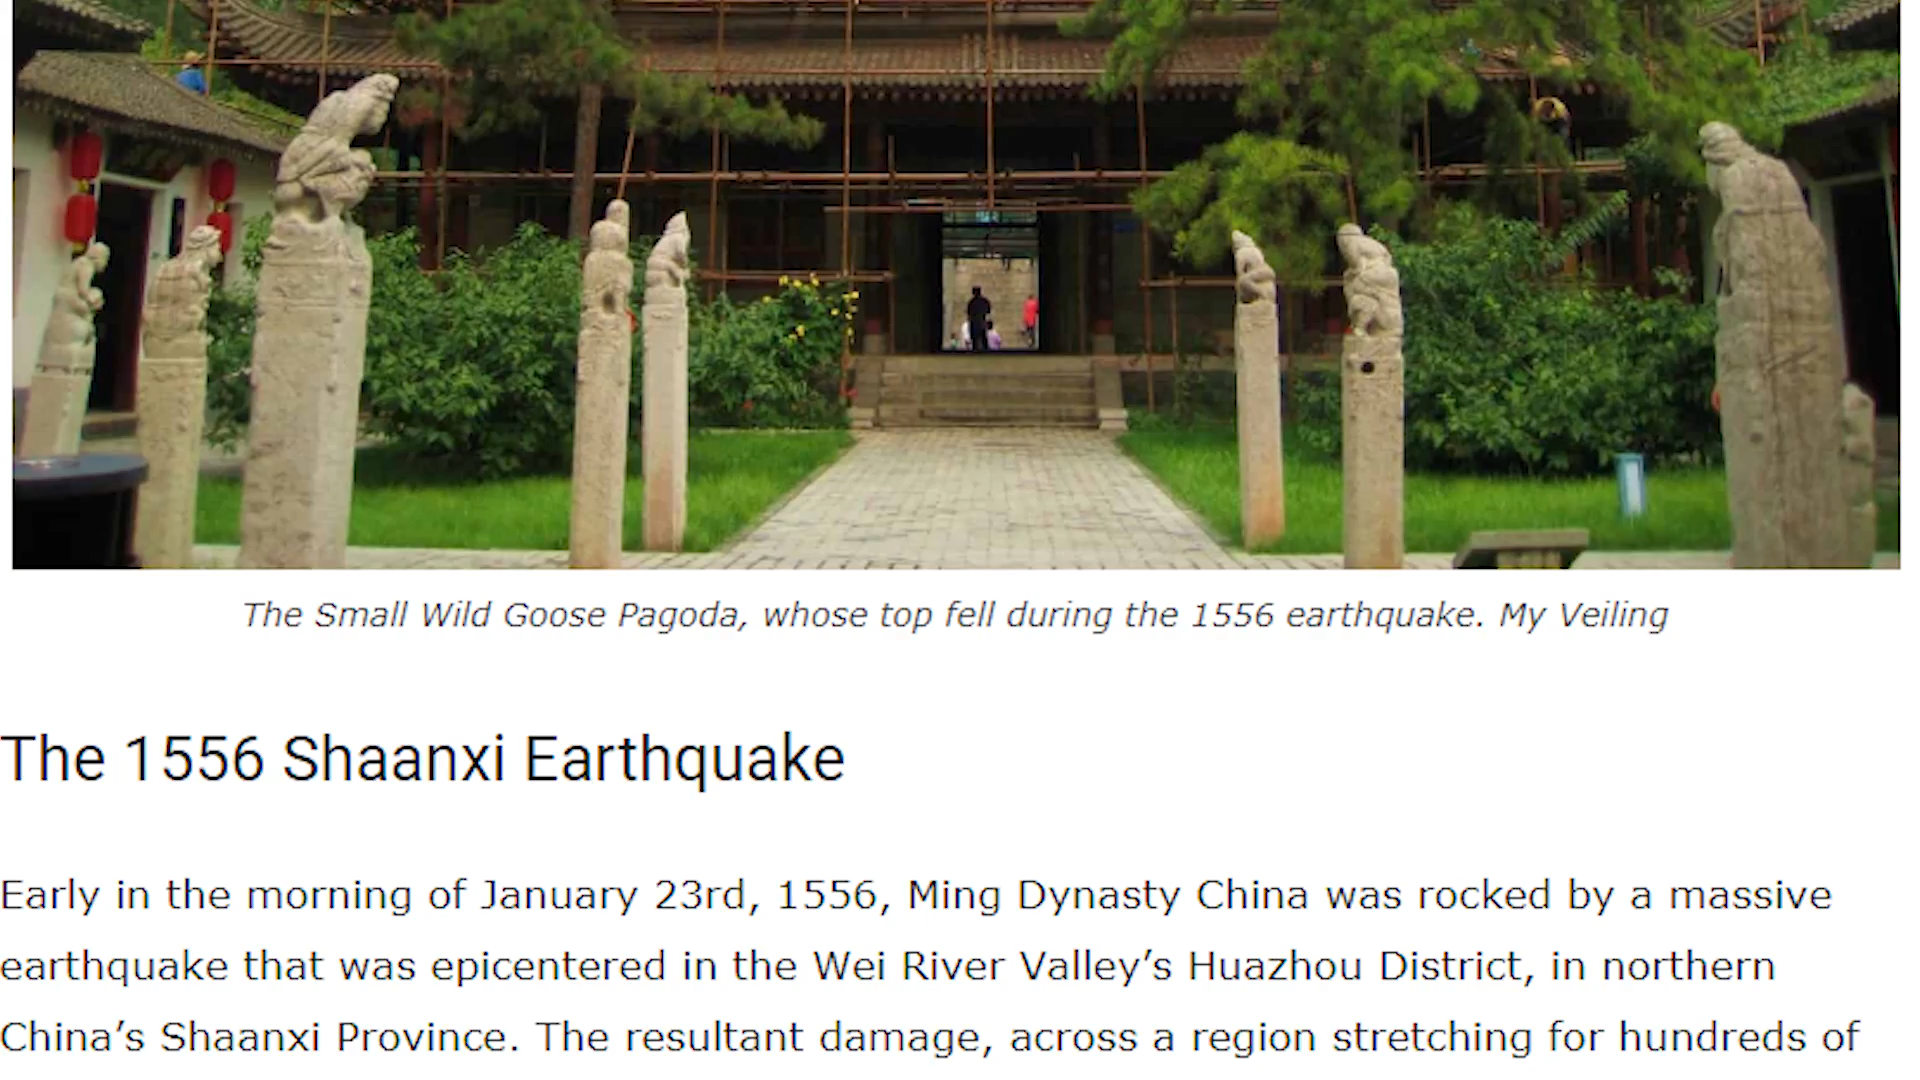 The Small Wild Goose Pagoda, whose top fell during the 1556 earthquake. My Veiling
The 1556 Shaanxi Earthquake
Early in the morning of January 23rd, 1556, Ming Dynasty China was rocked by a massive
earthquake that was epicentered in the Wei River Valley’s Huazhou District, in northern
China’s Shaanxi Province. The resultant damage, across a region stretching for hundreds of